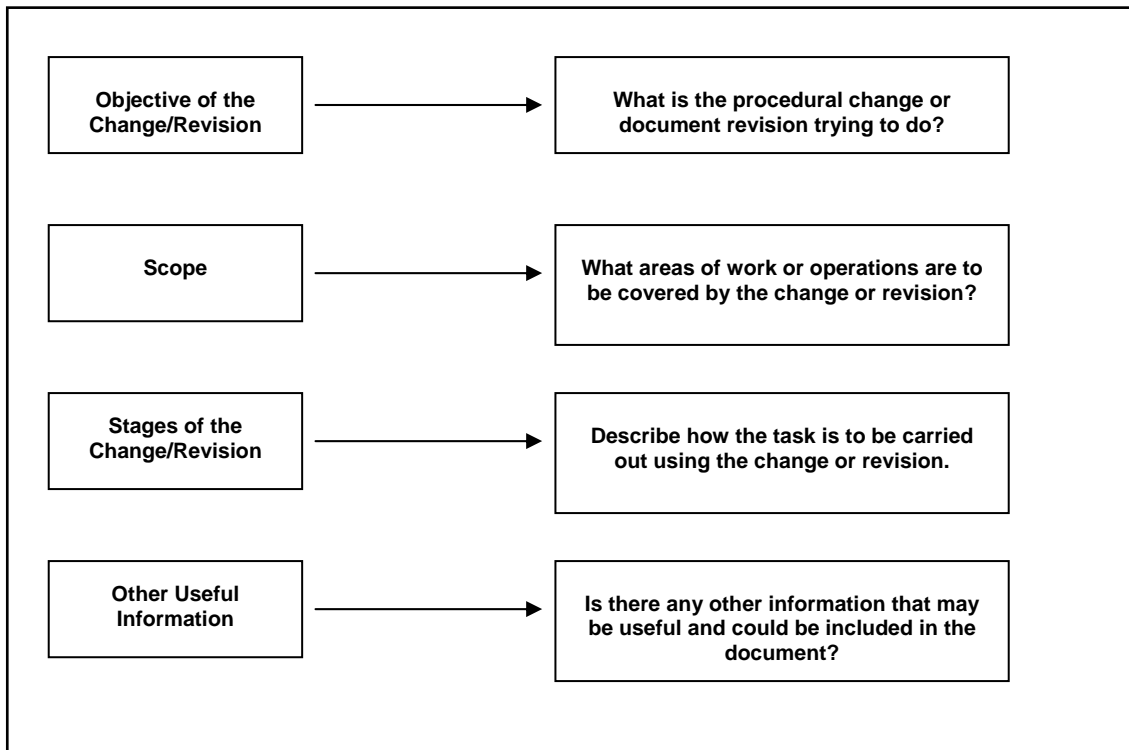 Objective of the
Change/Revision
What is the procedural change or
document revision trying to do?
Scope
What areas of work or operations are to
be covered by the change or revision?
Stages of the
Change/Revision
Describe how the task is to be carried
out using the change or revision.
Other Useful
Information
Is there any other information that may
be useful and could be included in the
document?